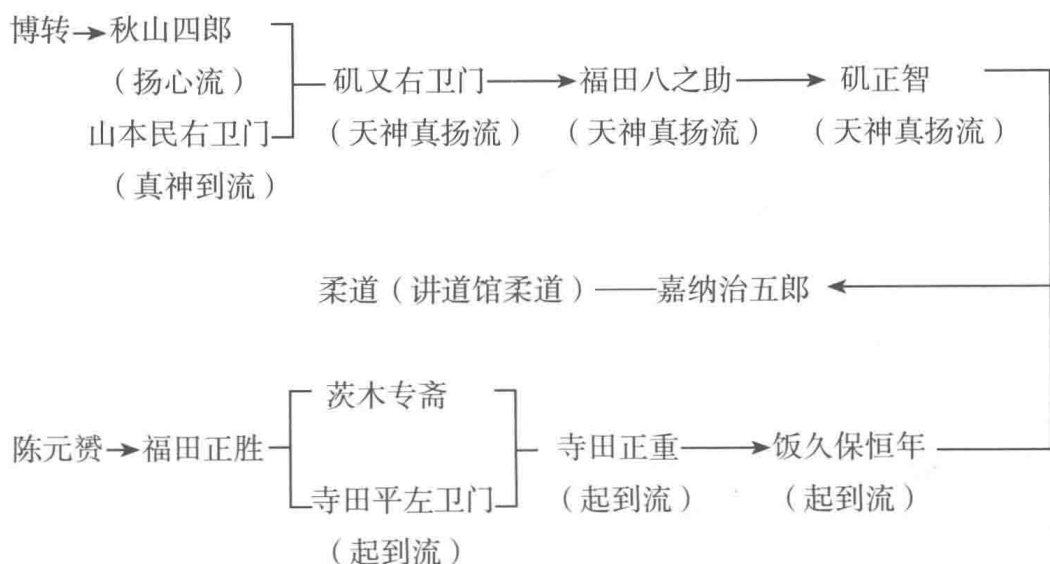 博转→秋山四郎
（扬心流） 矶又右卫门→福田八之助→矶正智
山本民右卫门 （天神真扬流） （天神真扬流） （天神真扬流）
（真神到流）
柔道（讲道馆柔道）——嘉纳治五郎
茨木专斋
陈元赟→福田正胜 寺田正重→饭久保恒年
寺田平左卫门 （起到流） （起到流）
（起到流）